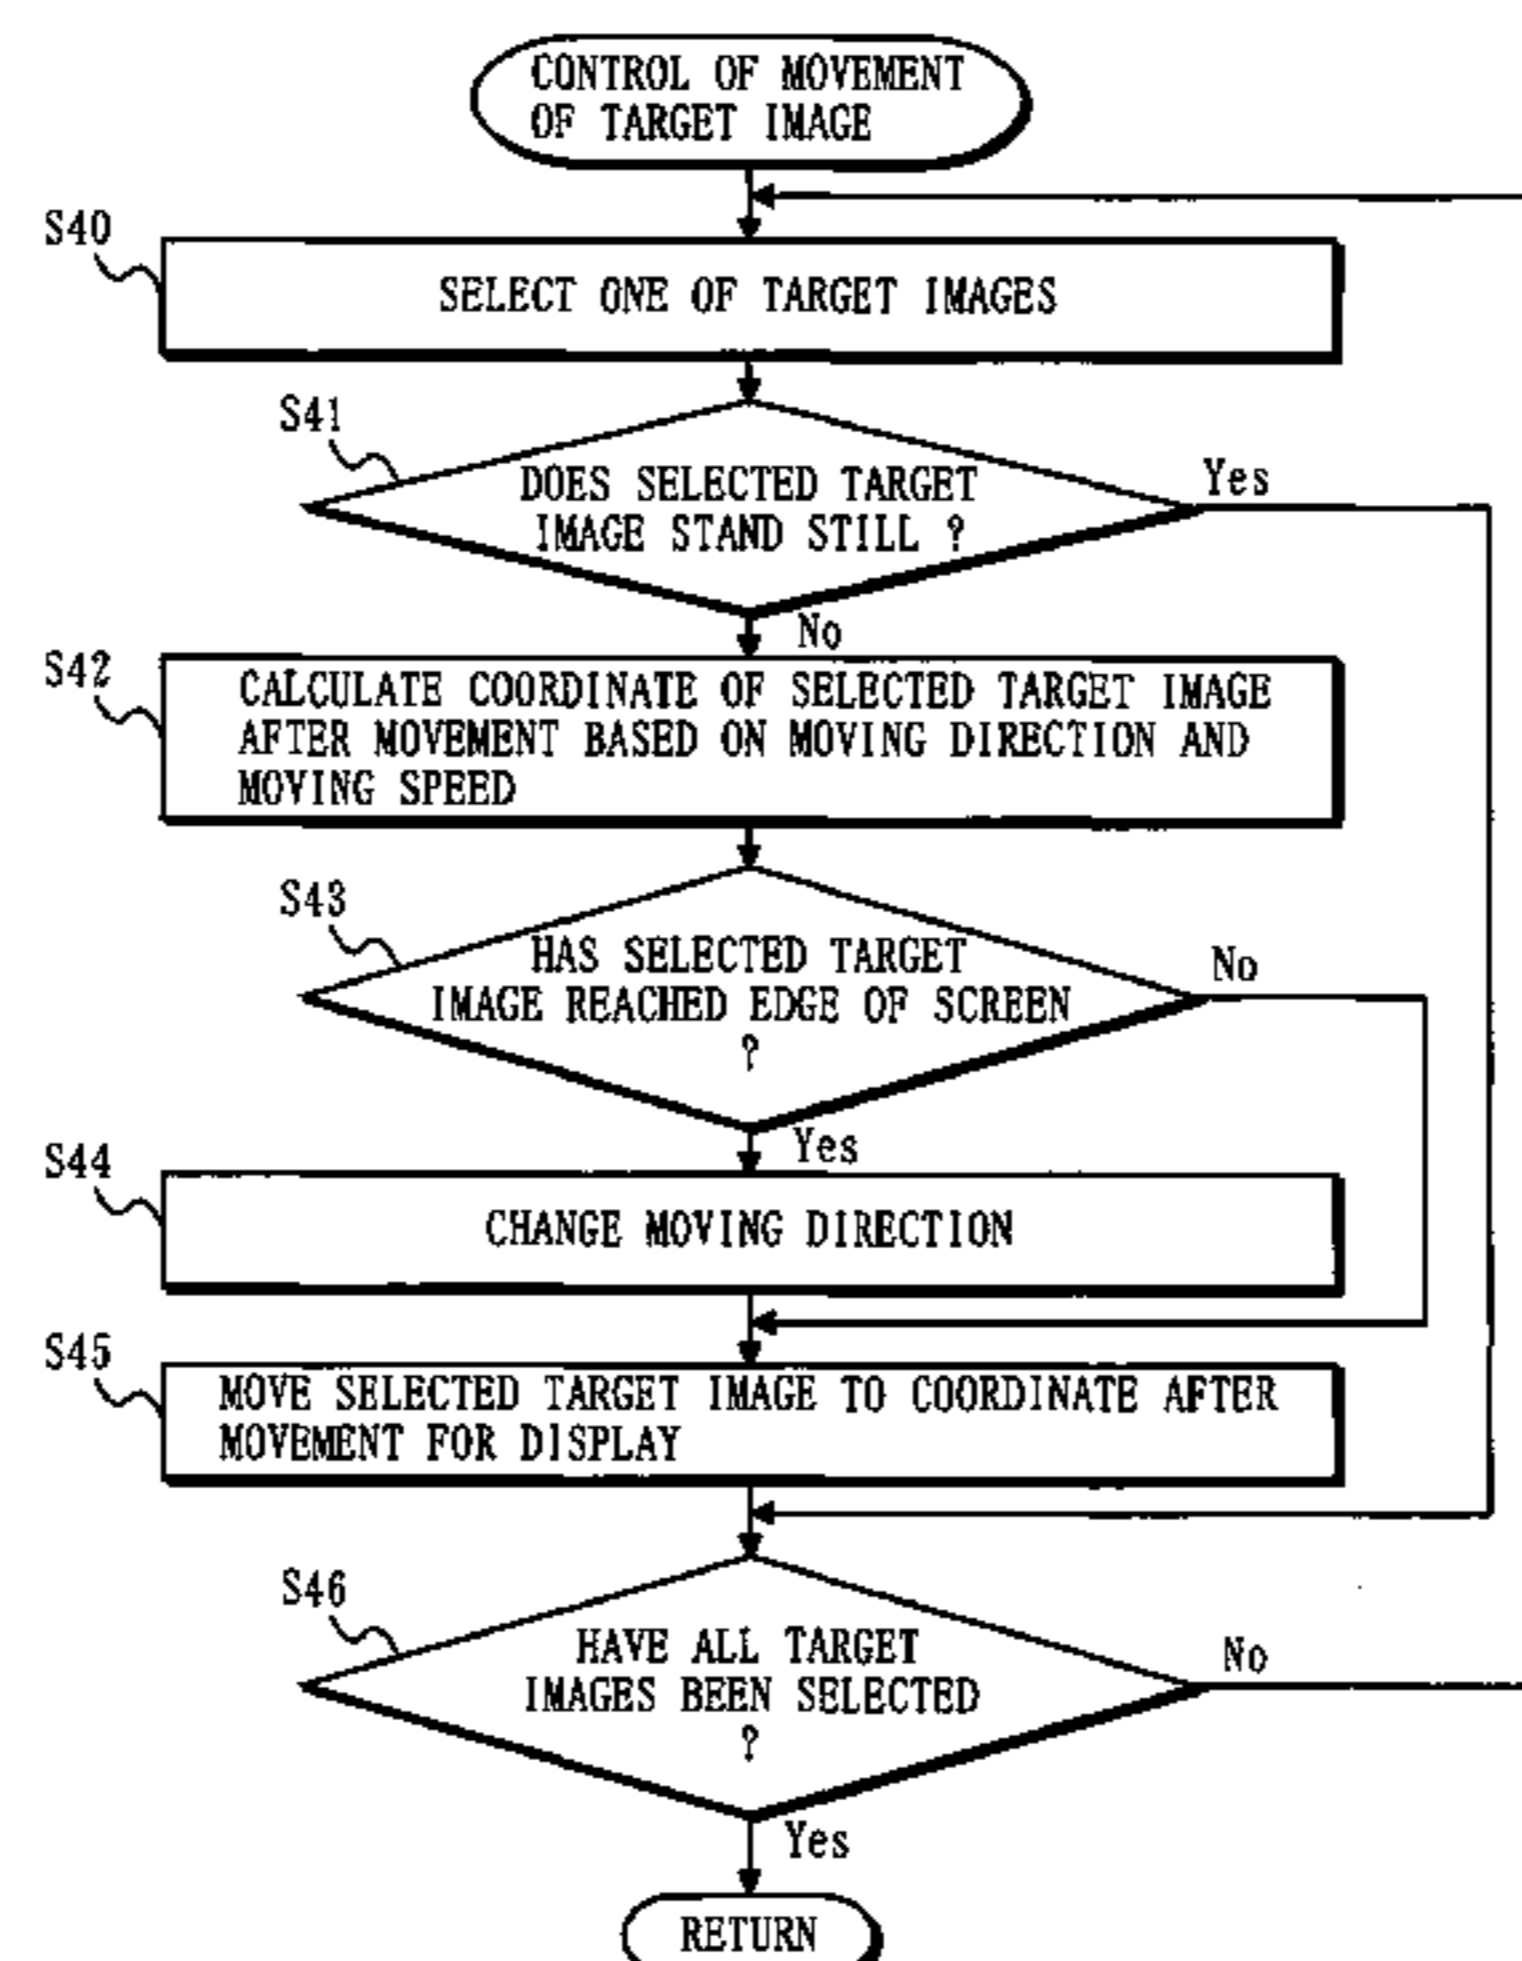 CONTROL OF MOVEMENT
OF TARGET IMAGE
S40
SELECT ONE OF TARGET IMAGES
S41
DOES SELECTED TARGET
IMAGE STAND STILL ?
Yes
No
S42
CALCULATE COORDINATE OF SELECTED TARGET IMAGE
AFTER MOVEMENT BASED ON MOVING DIRECTION AND
MOVING SPEED
S43
HAS SELECTED TARGET
IMAGE REACHED EDGE OF SCREEN
?
No
Yes
S44
CHANGE MOVING DIRECTION
S45
MOVE SELECTED TARGET IMAGE TO COORDINATE AFTER
MOVEMENT FOR DISPLAY
S46
HAVE ALL TARGET
IMAGES BEEN SELECTED
?
No
Yes
RETURN